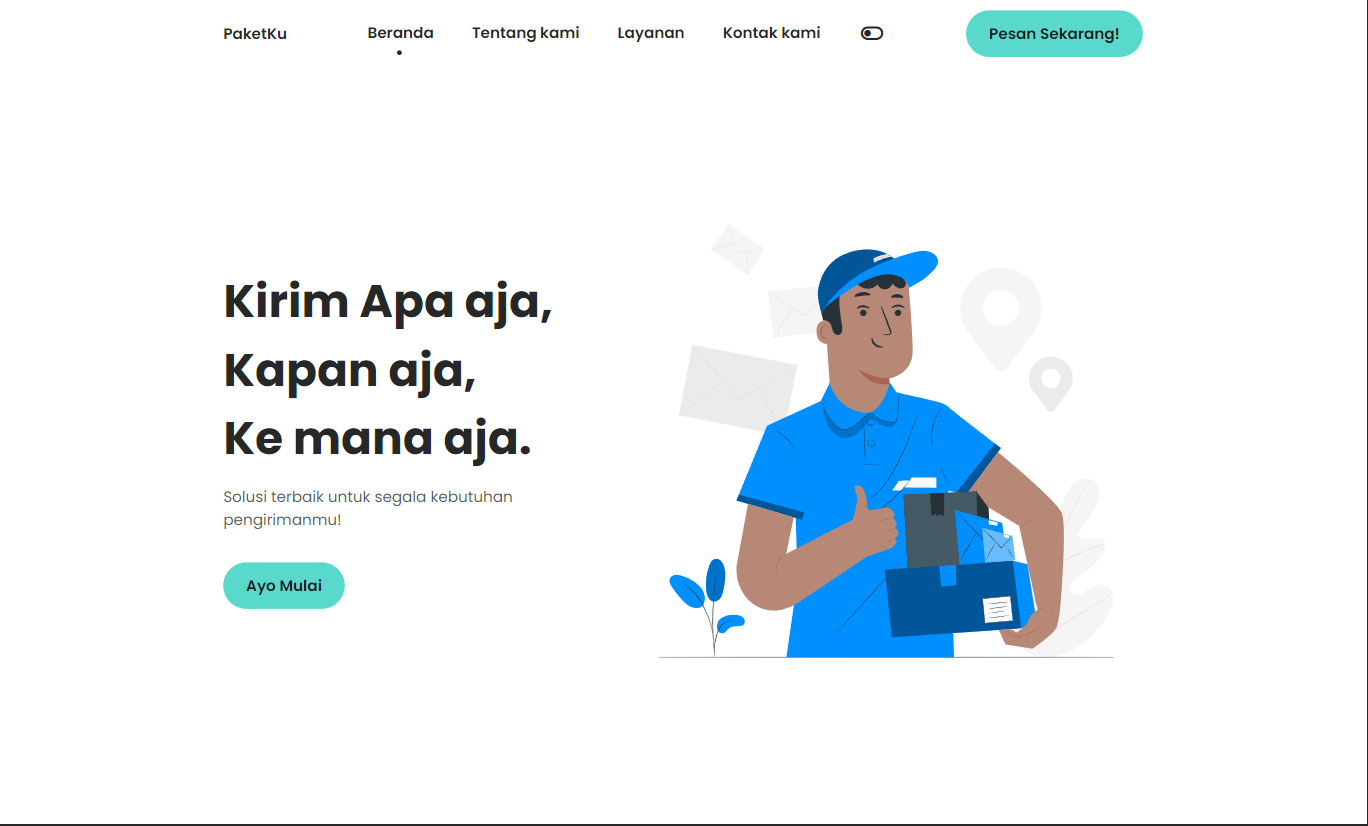 PaketKu
Beranda
Tentang kami
Layanan
Kontak kami
Pesan Sekarang!
Kirim Apa aja,
Kapan aja,
Ke mana aja.
Solusi terbaik untuk segala kebutuhan
pengirimanmu!
Ayo Mulai